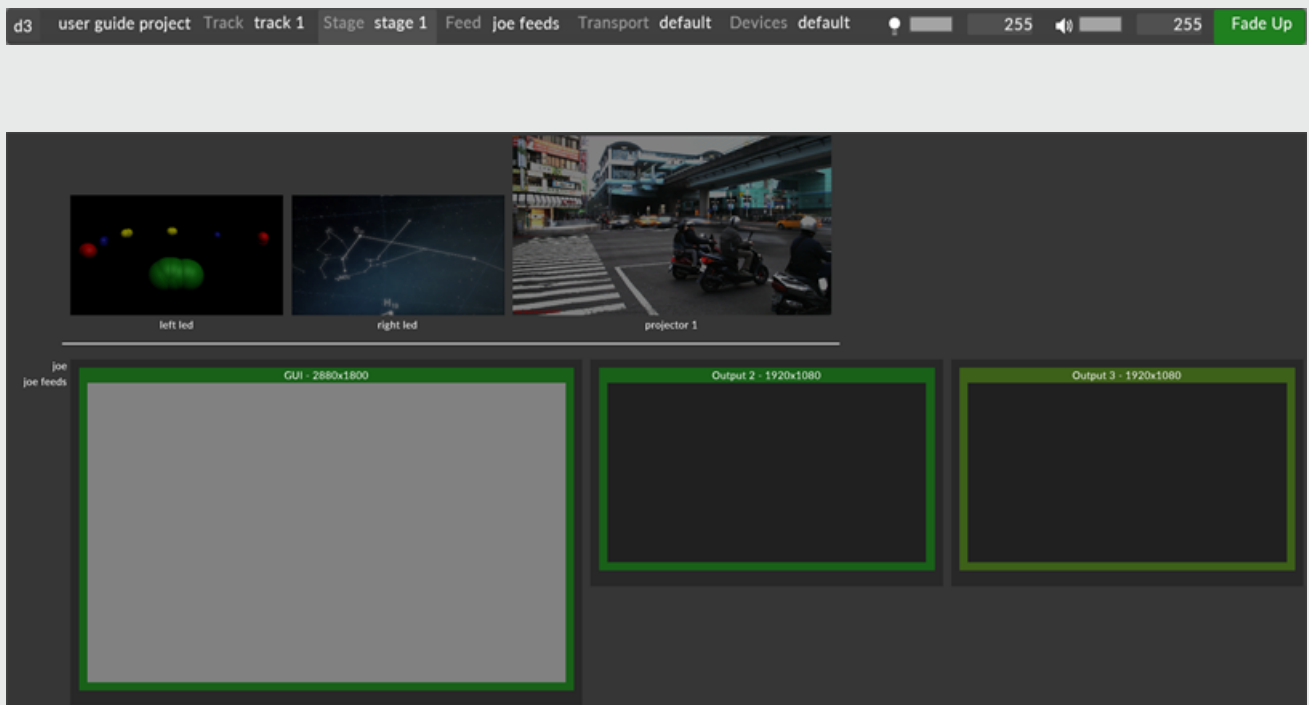 d3 user guide project Track track 1 Stage stage 1 Feed joe feeds Transport default Devices default 255 255 Fade Up
left led right led projector 1
joe
joe feeds
GUI - 2880x1800 Output 2 - 1920x1080 Output 3 - 1920x1080